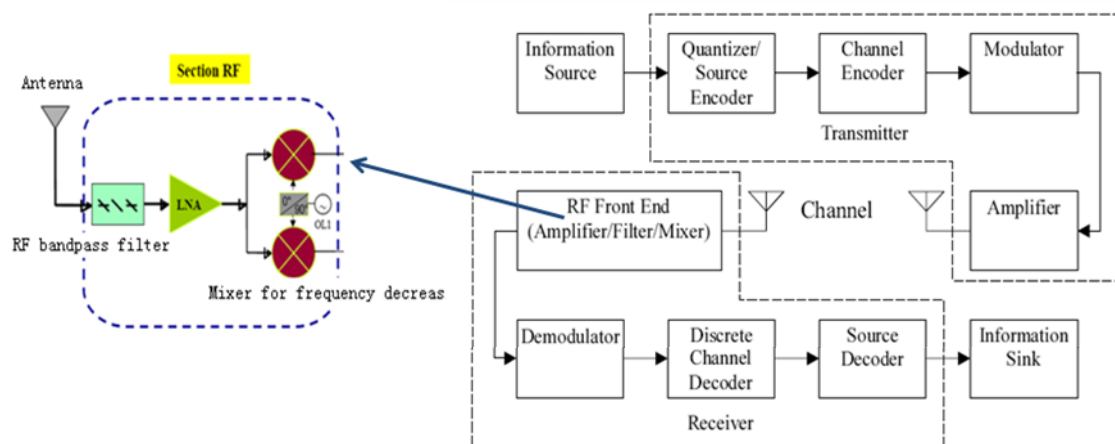 Section RF
Antenna
LNA
0°
90°
OL1
RF bandpass filter
Mixer for frequency decreas
Information
Source
Quantizer/
Source
Encoder
Channel
Encoder
Modulator
Transmitter
RF Front End
(Amplifier/Filter/Mixer)
Channel
Amplifier
Demodulator
Discrete
Channel
Decoder
Source
Decoder
Information
Sink
Receiver